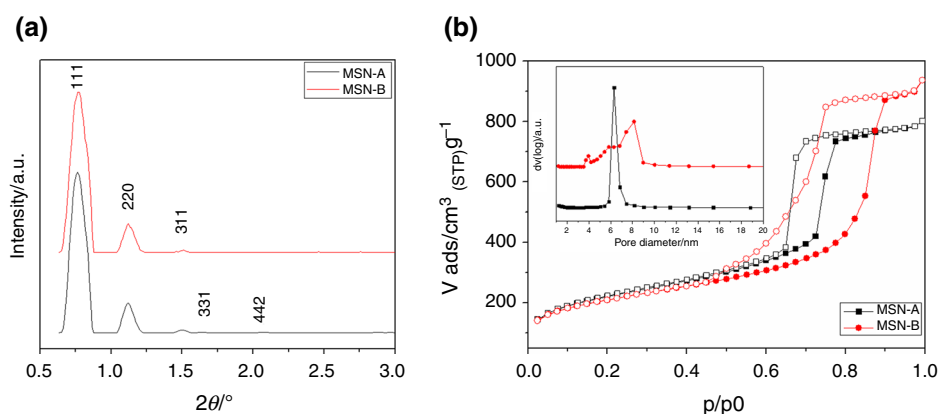 (a)
MSN-A
MSN-B
111
220
311
331
442
Intensity/a.u.
0.5 1.0 1.5 2.0 2.5 3.0
2θ/°
(b)
1000
800
600
400
200
V ads/cm³ (STP)g⁻¹
dv(log)/a.u.
2 4 6 8 10 12 14 16 18 20
Pore diameter/nm
MSN-A
MSN-B
0.0 0.2 0.4 0.6 0.8 1.0
p/p0